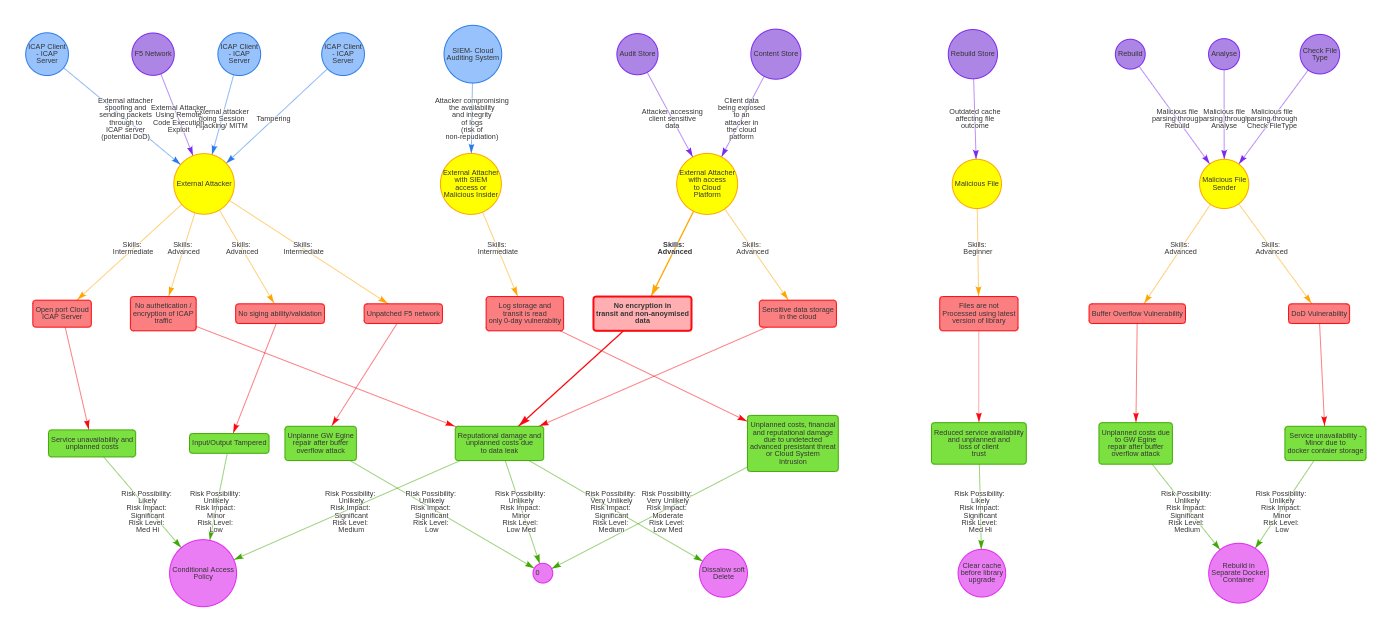 ICAP Client
- ICAP
Server
F5 Network
ICAP Client
- ICAP
Server
ICAP Client
- ICAP
Server
SIEM- Cloud
Auditing System
Audit Store
Content Store
Rebuild Store
Rebuild
Analyse
Check File
Type
External attacher
spoofing and
sending packets
through to
ICAP server
(potential DoD)
External Attacker
Using Remote
Code Execution
Exploit
External attacker
doing Session
Hijacking/ MITM
Tampering
Attacker compromising
the availability
and integrity
of logs
(risk of
non-repudiation)
Attacker accessing
client sensitive
data
Client data
being exposed
to an
attacker in
the cloud
platform
Outdated cache
affecting file
outcome
Malicious file
parsing through
Rebuild
Malicious file
parsing through
Analyse
Malicious file
parsing through
Check FileType
External Attacker
External Attacher
with SIEM
access or
Malicious Insider
External Attacher
with access
to Cloud
Platform
Malicious File
Malicious File
Sender
Skills:
Intermediate
Skills:
Advanced
Skills:
Advanced
Skills:
Intermediate
Skills:
Intermediate
Skills:
Advanced
Skills:
Advanced
Skills:
Beginner
Skills:
Advanced
Skills:
Advanced
Open port Cloud
ICAP Server
No authetication /
encryption of ICAP
traffic
No siging ability/validation
Unpatched F5 network
Log storage and
transit is read
only 0-day vulnerablity
No encryption in
transit and non-anoymised
data
Sensitive data storage
in the cloud
Files are not
Processed using latest
version of library
Buffer Overflow Vulnerability
DoD Vulnerability
Service unavailability and
unplanned costs
Input/Output Tampered
Unplanne GW Egine
repair after buffer
overflow attack
Reputational damage and
unplanned costs due
to data leak
Unplanned costs, financial
and reputational damage
due to undetected
advanced presistant threat
or Cloud System
Intrusion
Reduced service availability
and unplanned and
loss of client
trust
Unplanned costs due
to GW Egine
repair after buffer
overflow attack
Service unavailability -
Minor due to
docker contaier storage
Risk Possibility:
Likely
Risk Impact:
Significant
Risk Level:
Med Hi
Risk Possibility:
Unlikely
Risk Impact:
Minor
Risk Level:
Low
Risk Possibility:
Unlikely
Risk Impact:
Significant
Risk Level:
Medium
Risk Possibility:
Unlikely
Risk Impact:
Significant
Risk Level:
Low
Risk Possibility:
Unlikely
Risk Impact:
Minor
Risk Level:
Low Med
Risk Possibility:
Very Unlikely
Risk Impact:
Significant
Risk Level:
Medium
Risk Possibility:
Very Unlikely
Risk Impact:
Moderate
Risk Level:
Low Med
Risk Possibility:
Likely
Risk Impact:
Significant
Risk Level:
Med Hi
Risk Possibility:
Unlikely
Risk Impact:
Significant
Risk Level:
Medium
Risk Possibility:
Unlikely
Risk Impact:
Minor
Risk Level:
Low
Conditional Access
Policy
0
Dissalow soft
Delete
Clear cache
before library
upgrade
Rebuild in
Separate Docker
Container